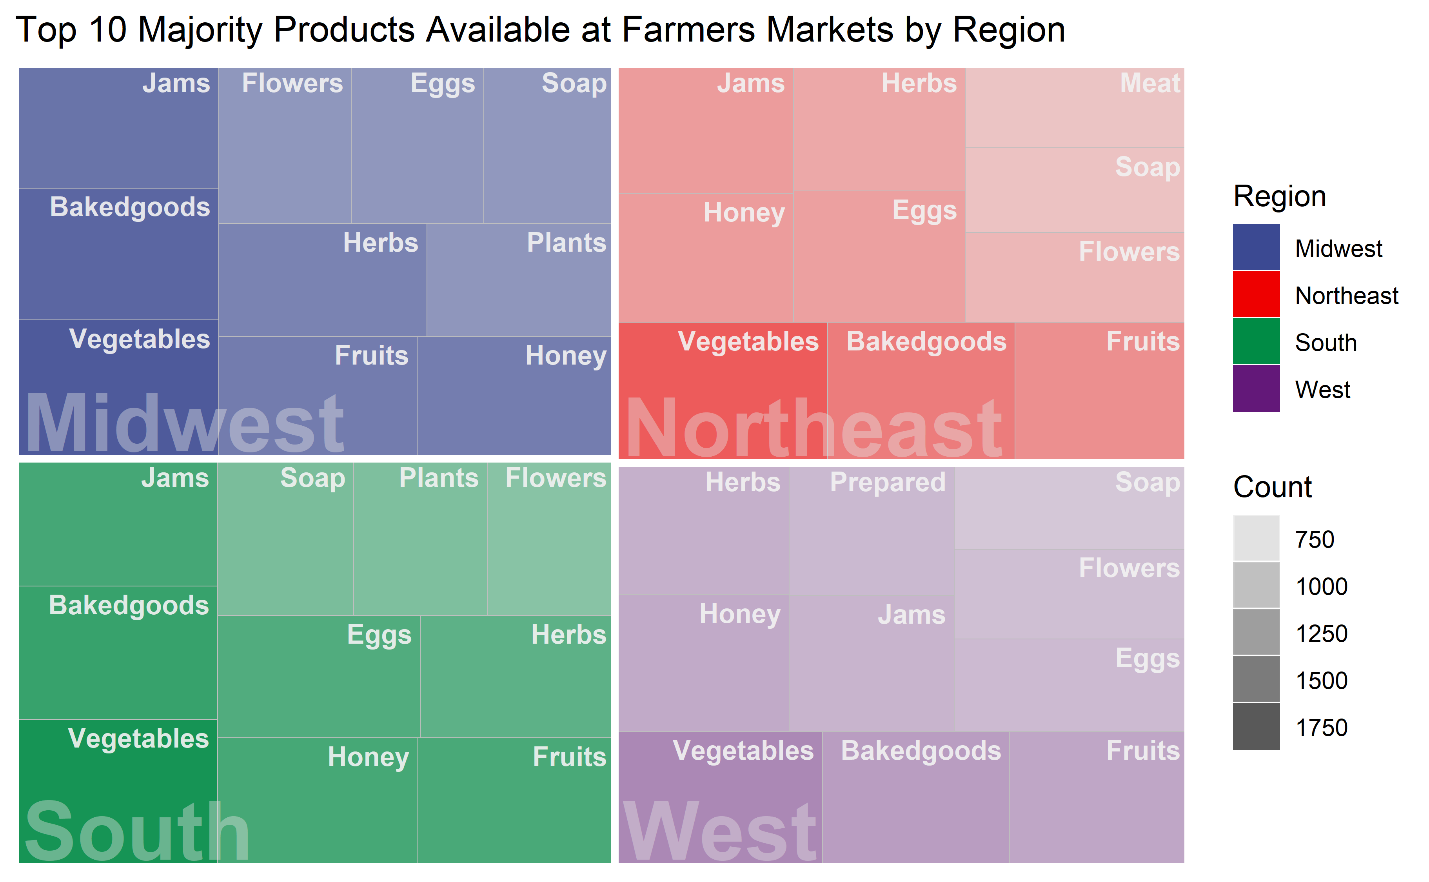 Top 10 Majority Products Available at Farmers Markets by Region
Jams
Flowers
Eggs
Soap
Bakedgoods
Herbs
Plants
Vegetables
Fruits
Honey
Midwest
Jams
Herbs
Meat
Soap
Honey
Eggs
Flowers
Vegetables
Bakedgoods
Fruits
Northeast
Jams
Soap
Plants
Flowers
Bakedgoods
Eggs
Herbs
Vegetables
Honey
Fruits
South
Herbs
Prepared
Soap
Flowers
Honey
Jams
Eggs
Vegetables
Bakedgoods
Fruits
West
Region
Midwest
Northeast
South
West
Count
750
1000
1250
1500
1750